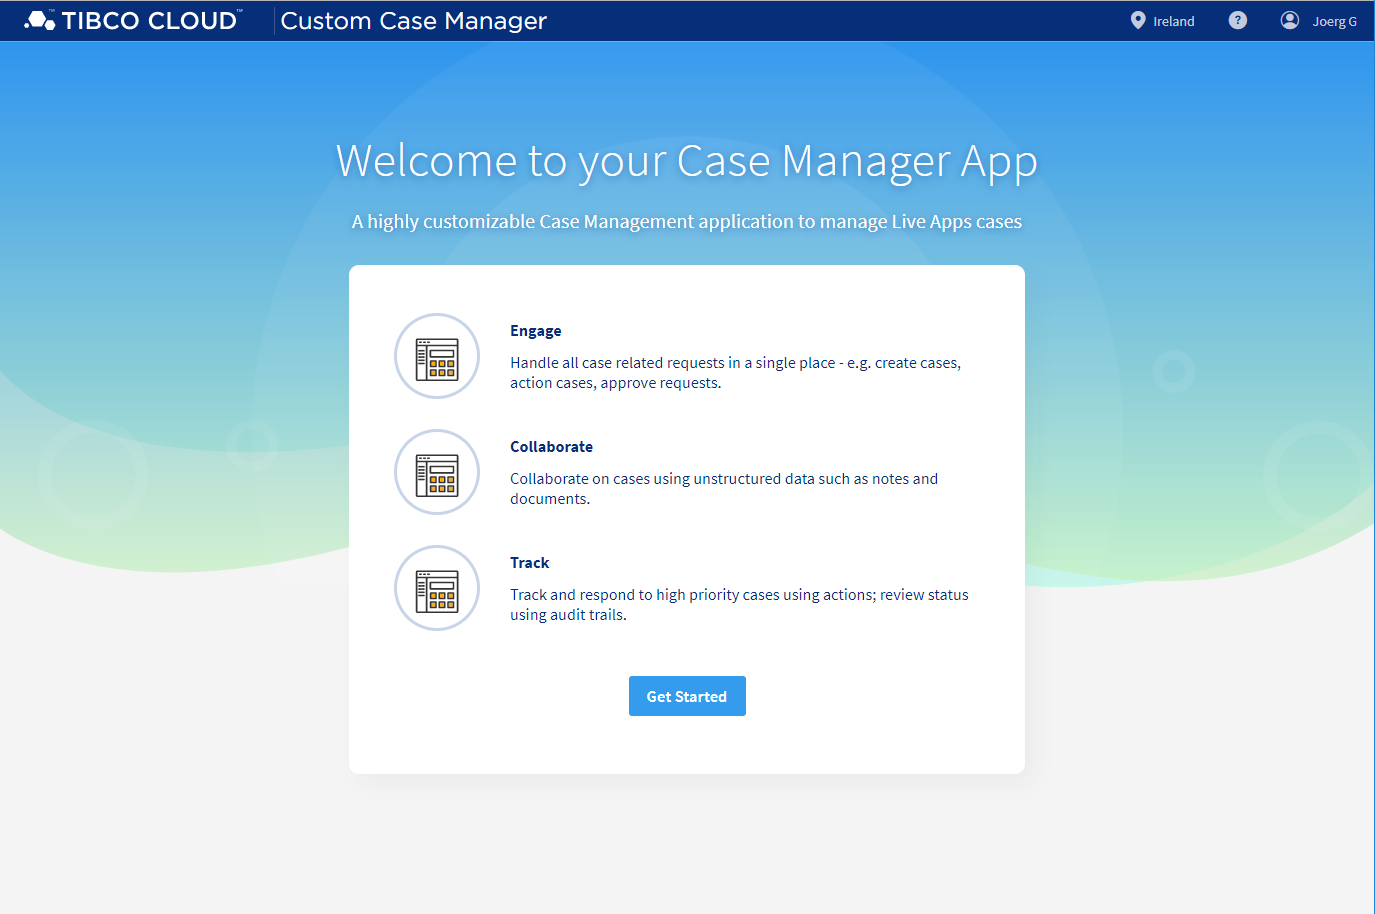 TIBCO CLOUD™ Custom Case Manager Ireland ? Joerg G
Welcome to your Case Manager App
A highly customizable Case Management application to manage Live Apps cases
Engage
Handle all case related requests in a single place - e.g. create cases,
action cases, approve requests.
Collaborate
Collaborate on cases using unstructured data such as notes and
documents.
Track
Track and respond to high priority cases using actions; review status
using audit trails.
Get Started